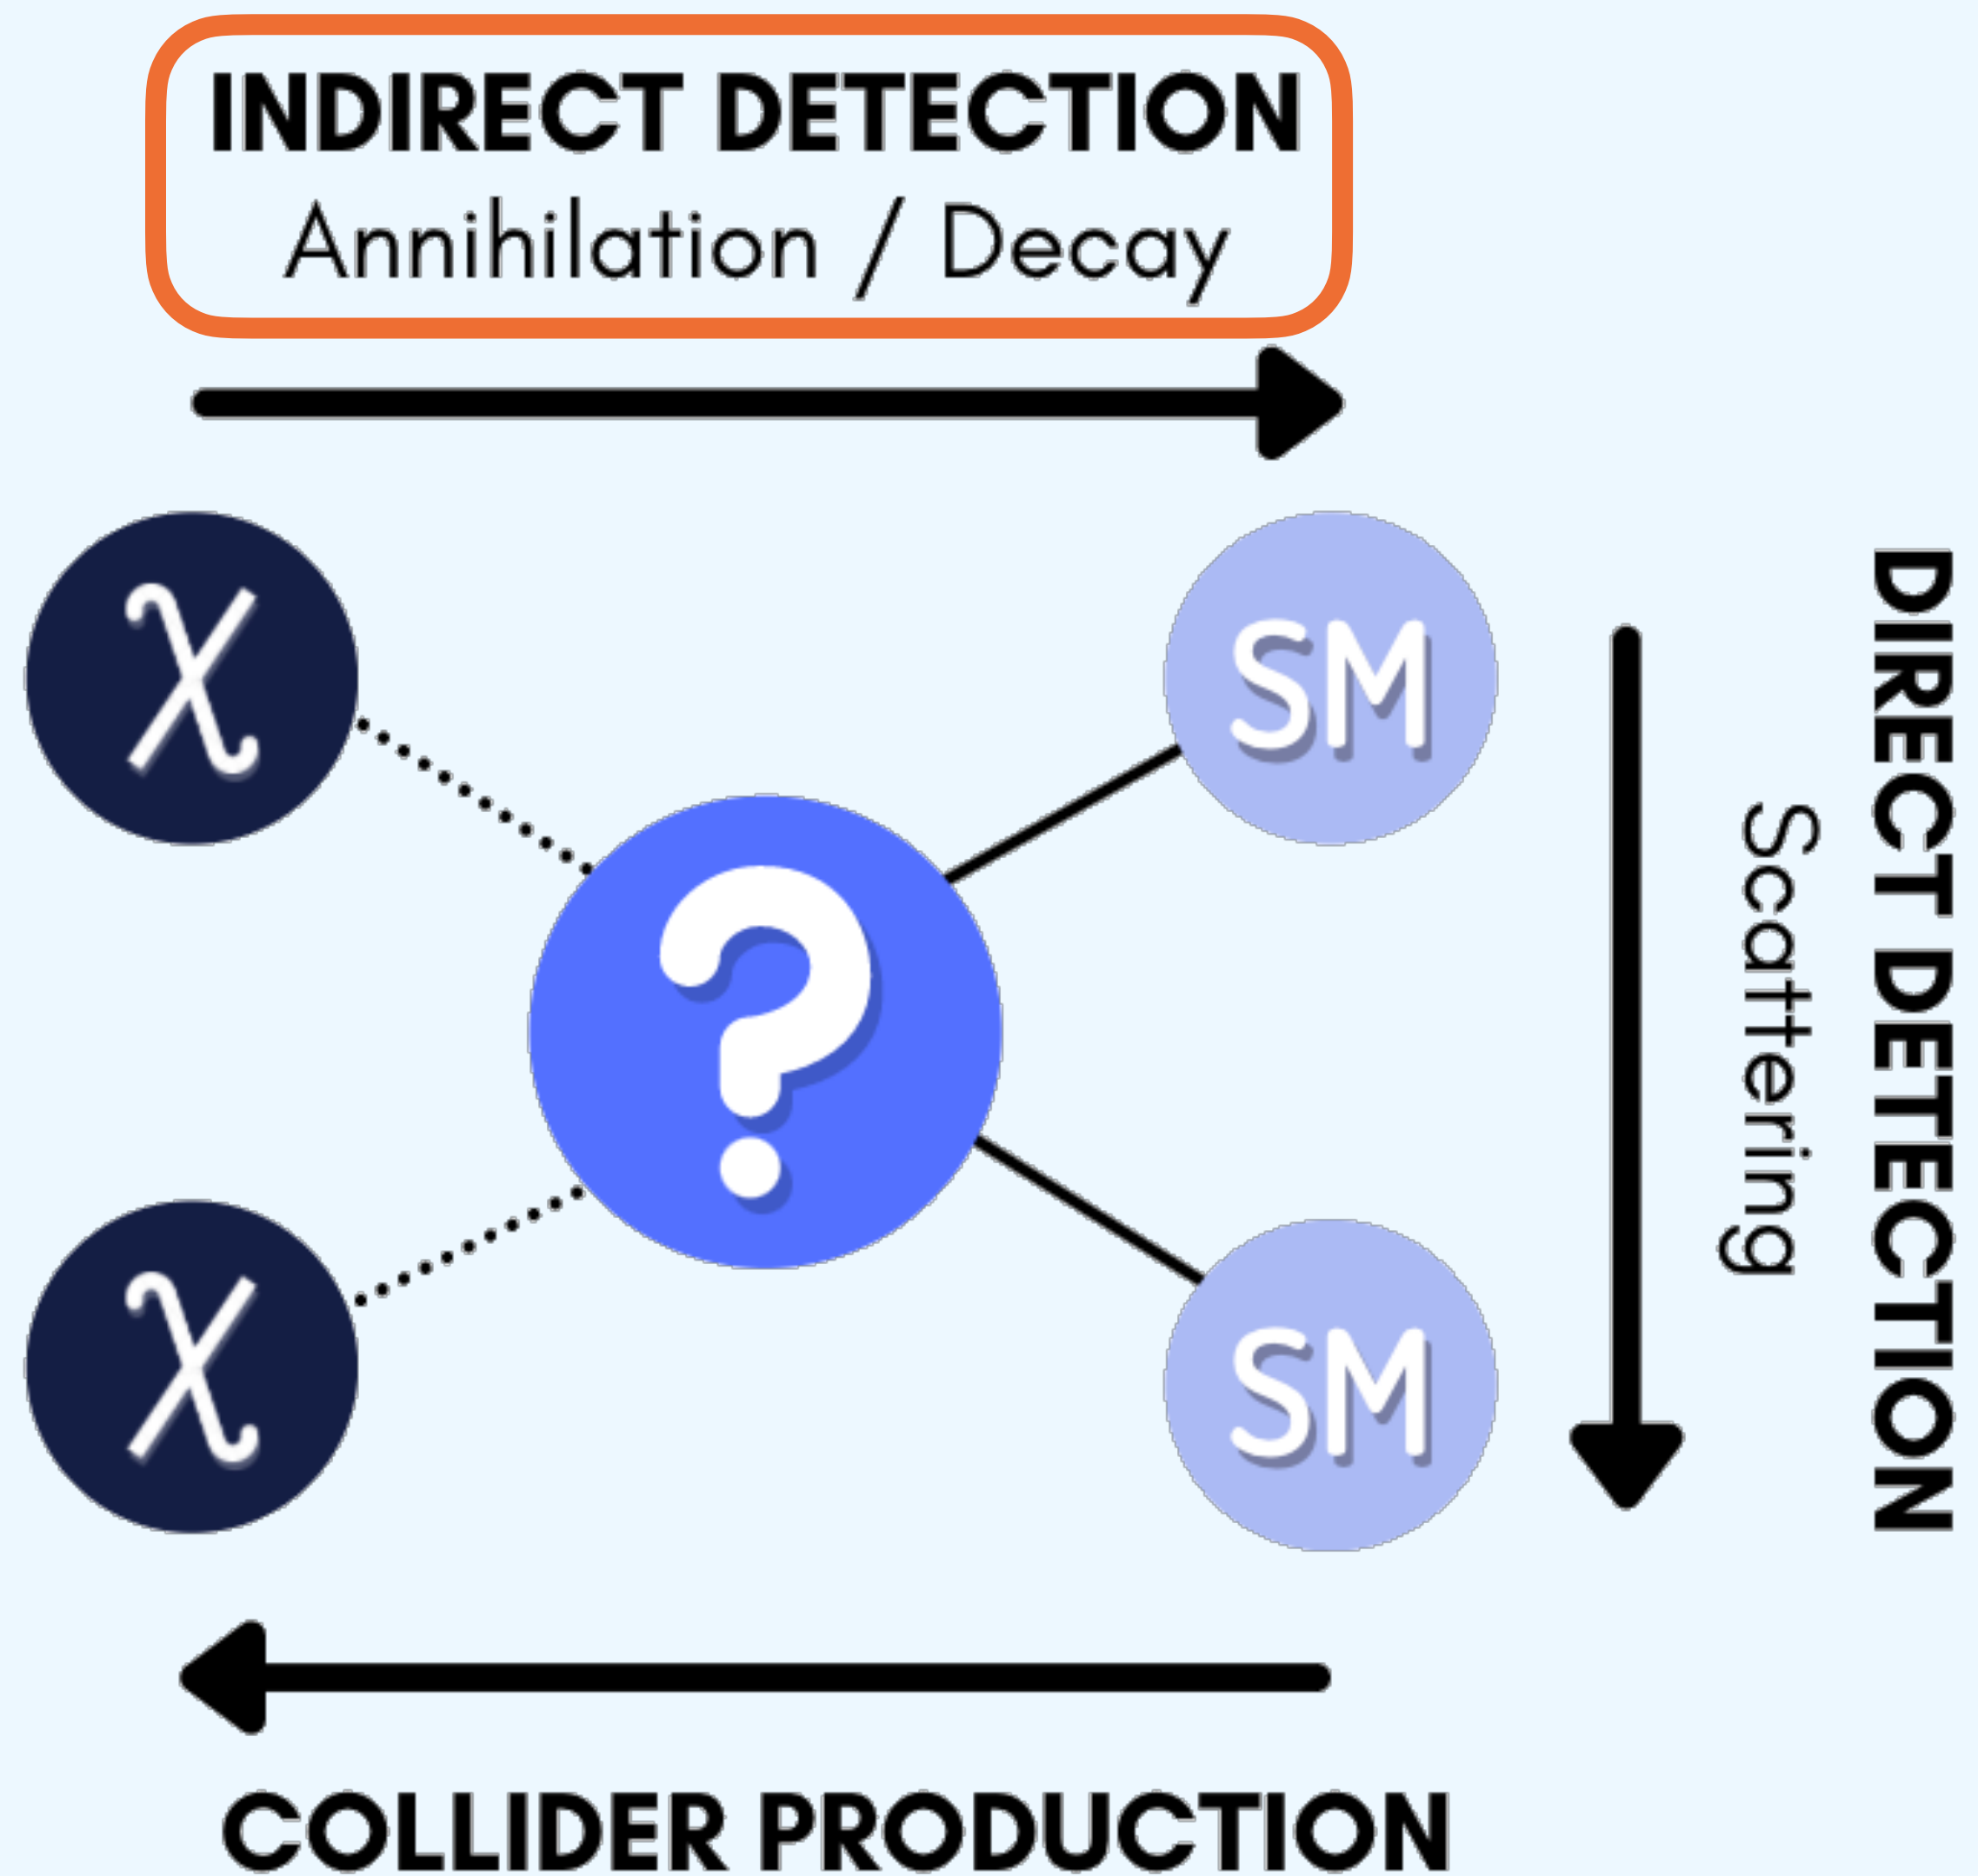 INDIRECT DETECTION
Annihilation / Decay
χ
SM
?
χ
SM
Scattering
DIRECT DETECTION
COLLIDER PRODUCTION